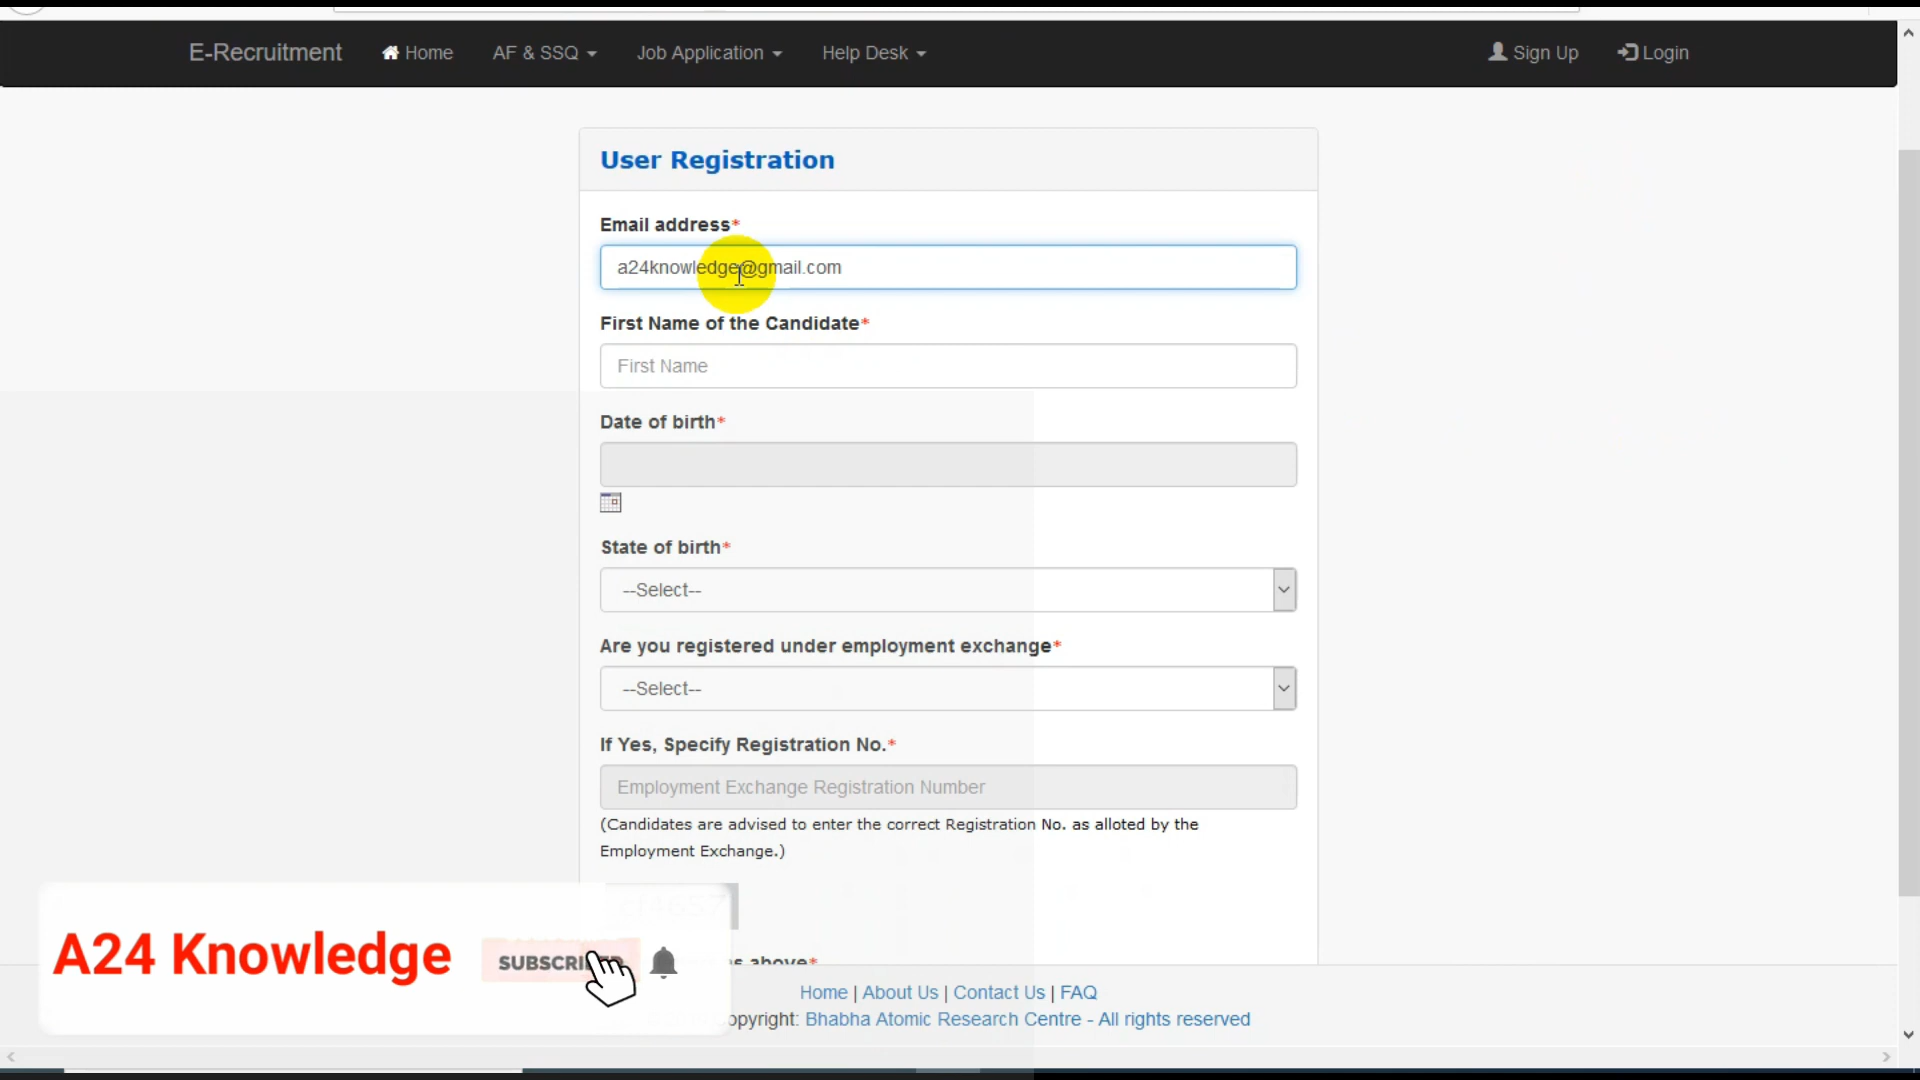 E-Recruitment Home AF & SSQ Job Application Help Desk Sign Up Login
User Registration
Email address*
a24knowledge@gmail.com
First Name of the Candidate*
First Name
Date of birth*
State of birth*
--Select--
Are you registered under employment exchange*
--Select--
If Yes, Specify Registration No.*
Employment Exchange Registration Number
(Candidates are advised to enter the correct Registration No. as alloted by the
Employment Exchange.)
A24 Knowledge
above*
Home | About Us | Contact Us | FAQ
Bhabha Atomic Research Centre - All rights reserved